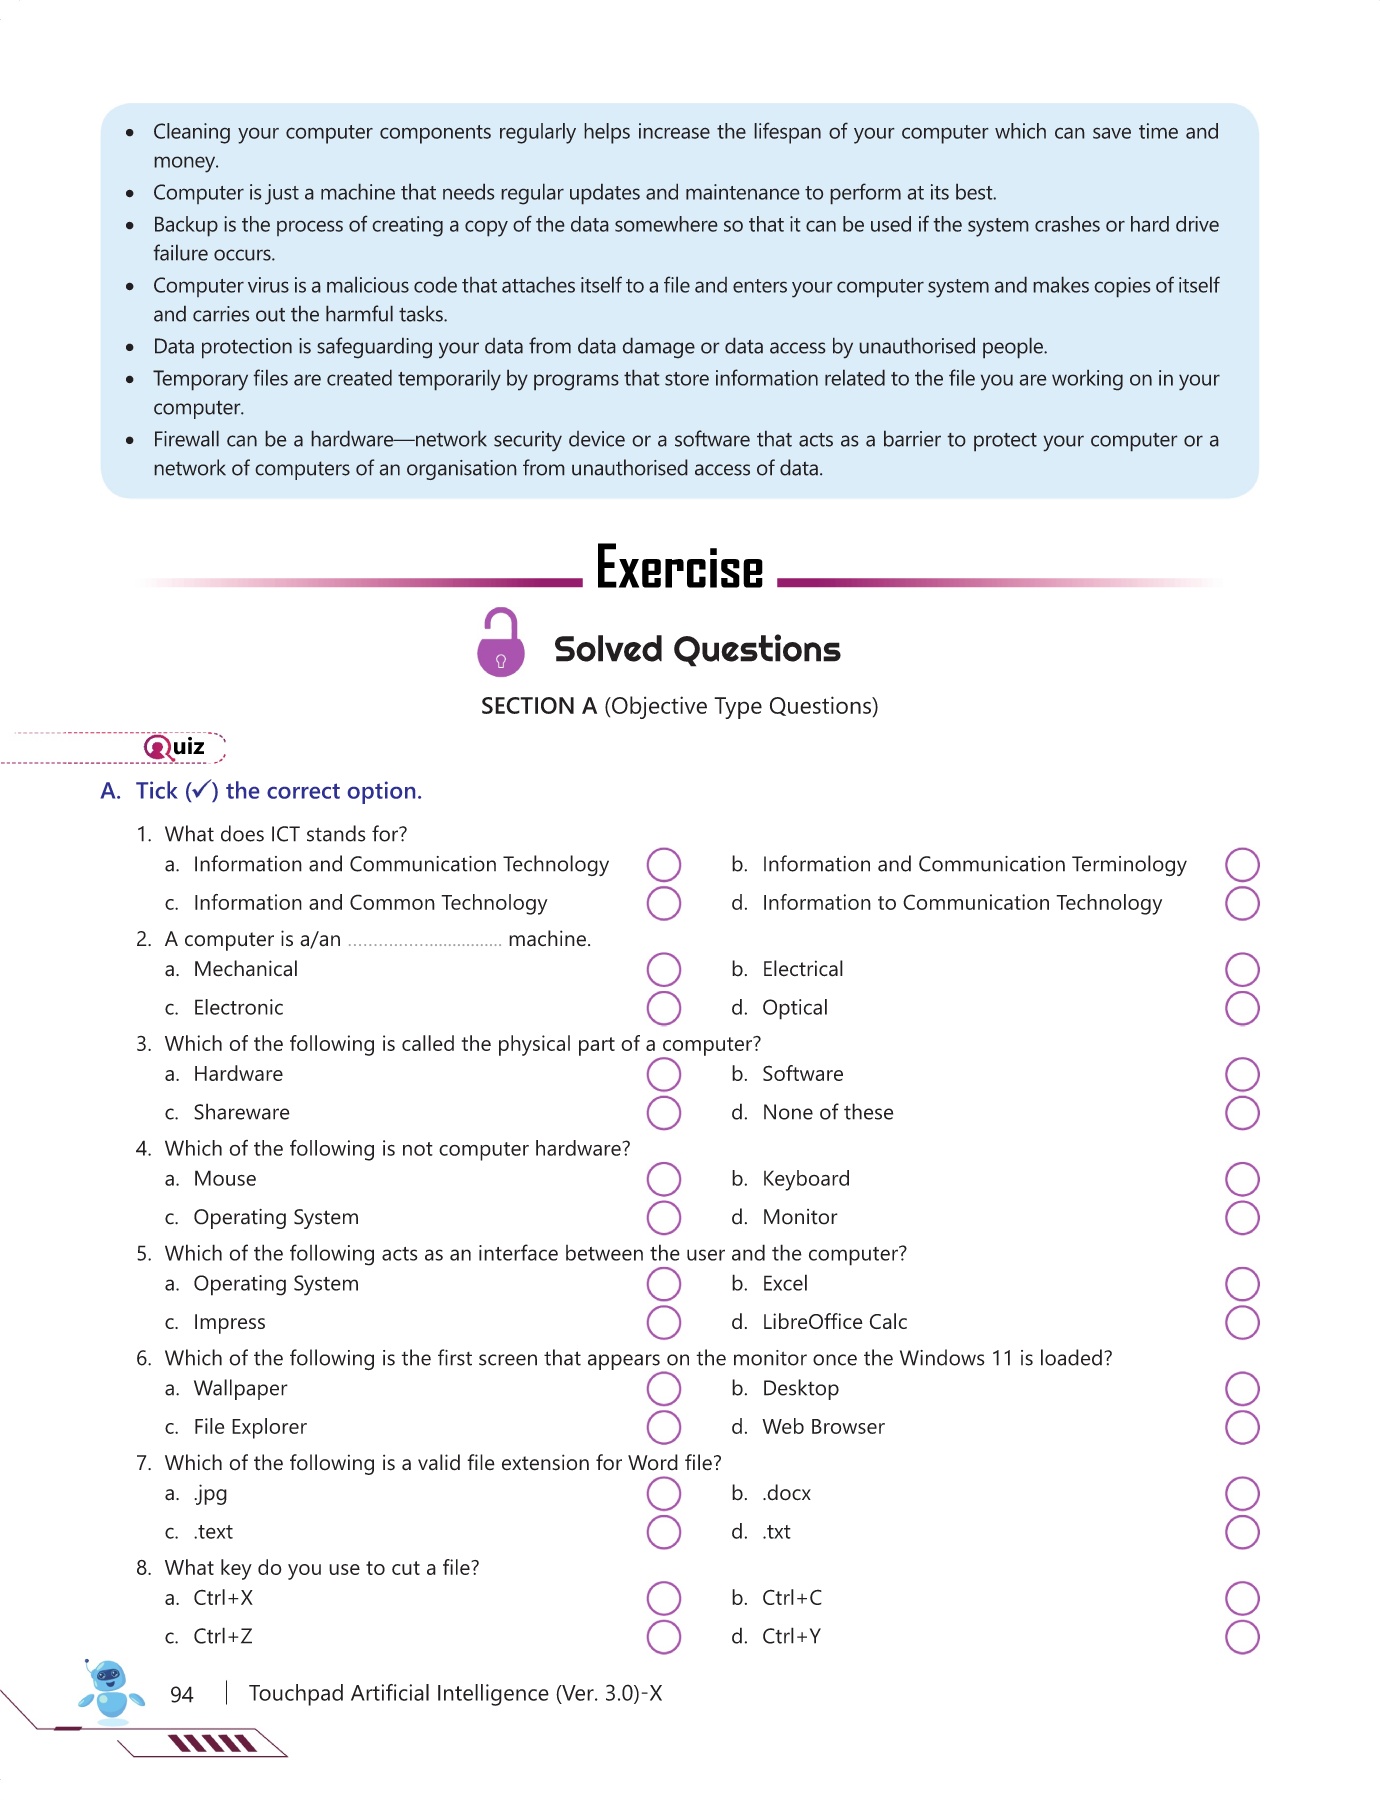 • Cleaning your computer components regularly helps increase the lifespan of your computer which can save time and
money.
• Computer is just a machine that needs regular updates and maintenance to perform at its best.
• Backup is the process of creating a copy of the data somewhere so that it can be used if the system crashes or hard drive
failure occurs.
• Computer virus is a malicious code that attaches itself to a file and enters your computer system and makes copies of itself
and carries out the harmful tasks.
• Data protection is safeguarding your data from data damage or data access by unauthorised people.
• Temporary files are created temporarily by programs that store information related to the file you are working on in your
computer.
• Firewall can be a hardware—network security device or a software that acts as a barrier to protect your computer or a
network of computers of an organisation from unauthorised access of data.
Exercise
Solved Questions
SECTION A (Objective Type Questions)
Quiz
A. Tick (✓) the correct option.
1. What does ICT stands for?
a. Information and Communication Technology b. Information and Communication Terminology
c. Information and Common Technology d. Information to Communication Technology
2. A computer is a/an .............................. machine.
a. Mechanical b. Electrical
c. Electronic d. Optical
3. Which of the following is called the physical part of a computer?
a. Hardware b. Software
c. Shareware d. None of these
4. Which of the following is not computer hardware?
a. Mouse b. Keyboard
c. Operating System d. Monitor
5. Which of the following acts as an interface between the user and the computer?
a. Operating System b. Excel
c. Impress d. LibreOffice Calc
6. Which of the following is the first screen that appears on the monitor once the Windows 11 is loaded?
a. Wallpaper b. Desktop
c. File Explorer d. Web Browser
7. Which of the following is a valid file extension for Word file?
a. .jpg b. .docx
c. .text d. .txt
8. What key do you use to cut a file?
a. Ctrl+X b. Ctrl+C
c. Ctrl+Z d. Ctrl+Y
94 | Touchpad Artificial Intelligence (Ver. 3.0)-X